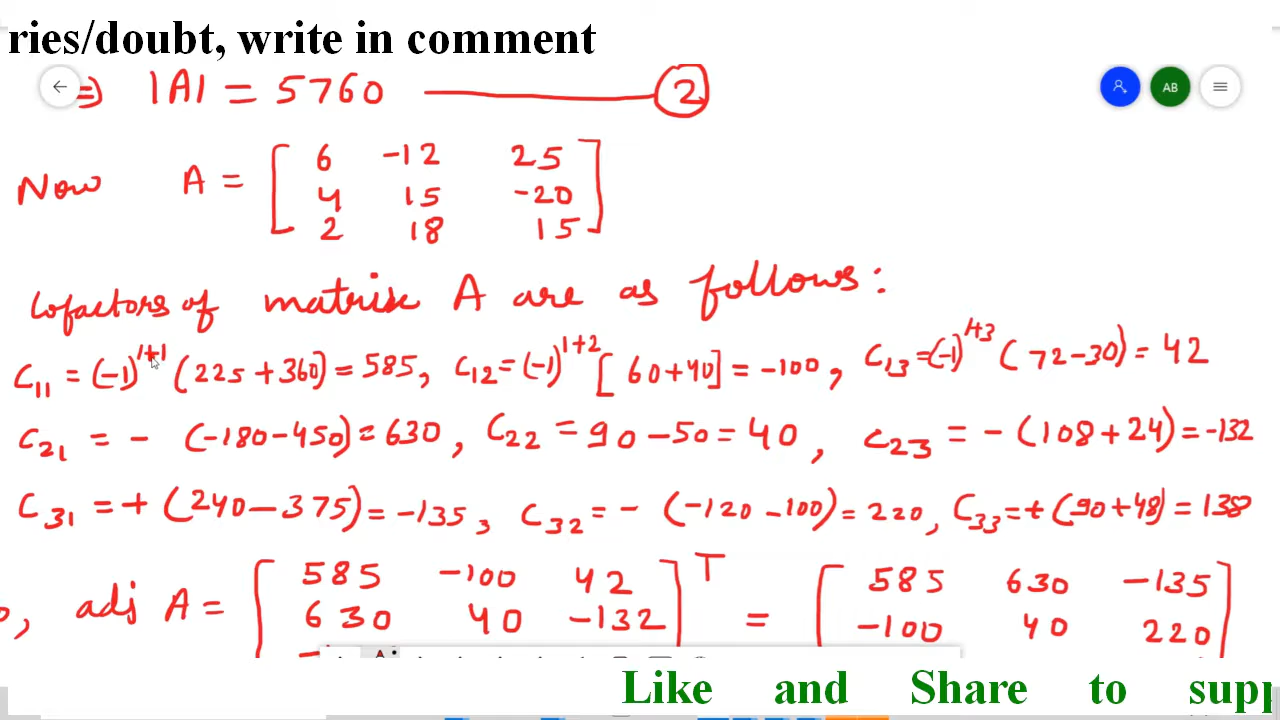 ries/doubt, write in comment
⇒ |A| = 5760 ——— ②
AB
Now A = [ 6 -12 25
4 15 -20
2 18 15 ]
Cofactors of matrix A are as follows:
C₁₁ = (-1)¹⁺¹ (225+360) = 585, C₁₂ = (-1)¹⁺² [60+40] = -100, C₁₃ = (-1)¹⁺³ (72-30) = 42
C₂₁ = - (-180-450) = 630, C₂₂ = 90-50 = 40, C₂₃ = - (108+24) = -132
C₃₁ = + (240-375) = -135, C₃₂ = - (-120-100) = 220, C₃₃ = + (90+48) = 138
, adj A = [ 585 -100 42 ]ᵀ = [ 585 630 -135 ]
630 40 -132 -100 40 220
Like and Share to supp